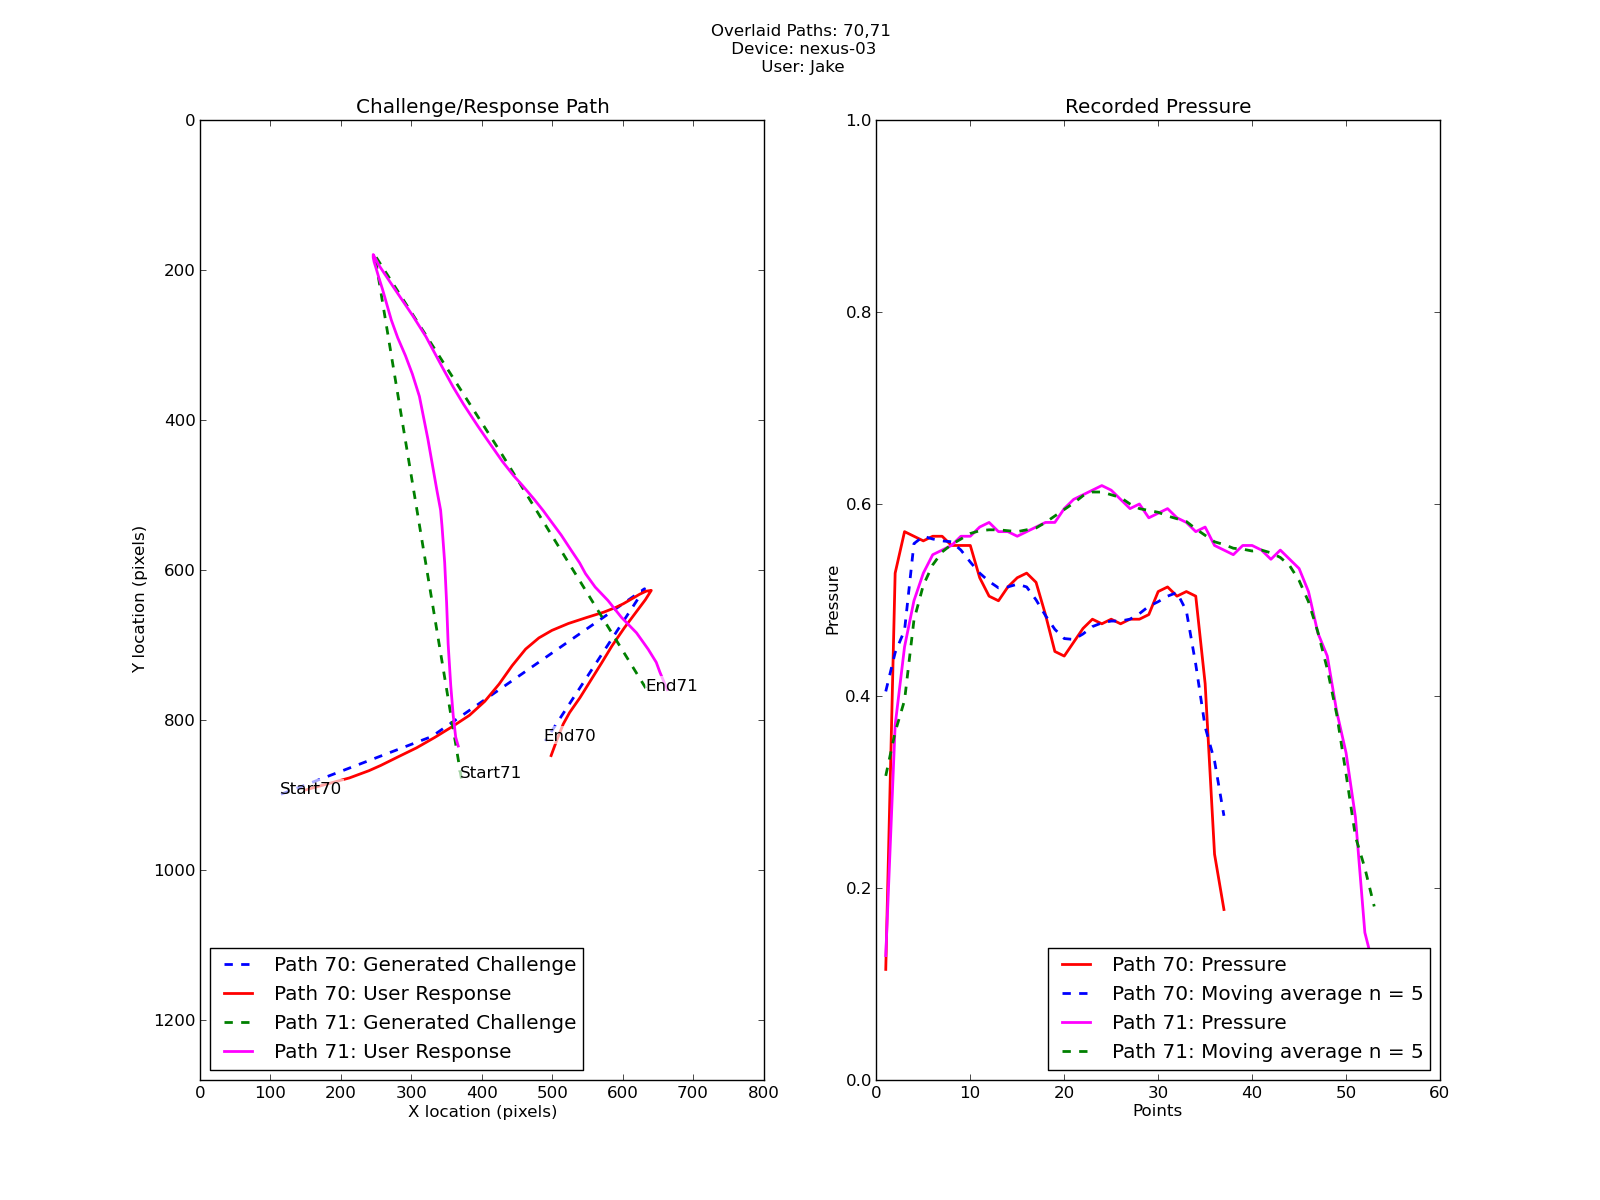 Overlaid Paths: 70,71
Device: nexus-03
User: Jake
Challenge/Response Path
0
200
400
600
800
1000
1200
Y location (pixels)
Start70
Start71
End70
End71
Path 70: Generated Challenge
Path 70: User Response
Path 71: Generated Challenge
Path 71: User Response
0 100 200 300 400 500 600 700 800
X location (pixels)
Recorded Pressure
1.0
0.8
0.6
0.4
0.2
0.0
Pressure
Path 70: Pressure
Path 70: Moving average n = 5
Path 71: Pressure
Path 71: Moving average n = 5
0 10 20 30 40 50 60
Points